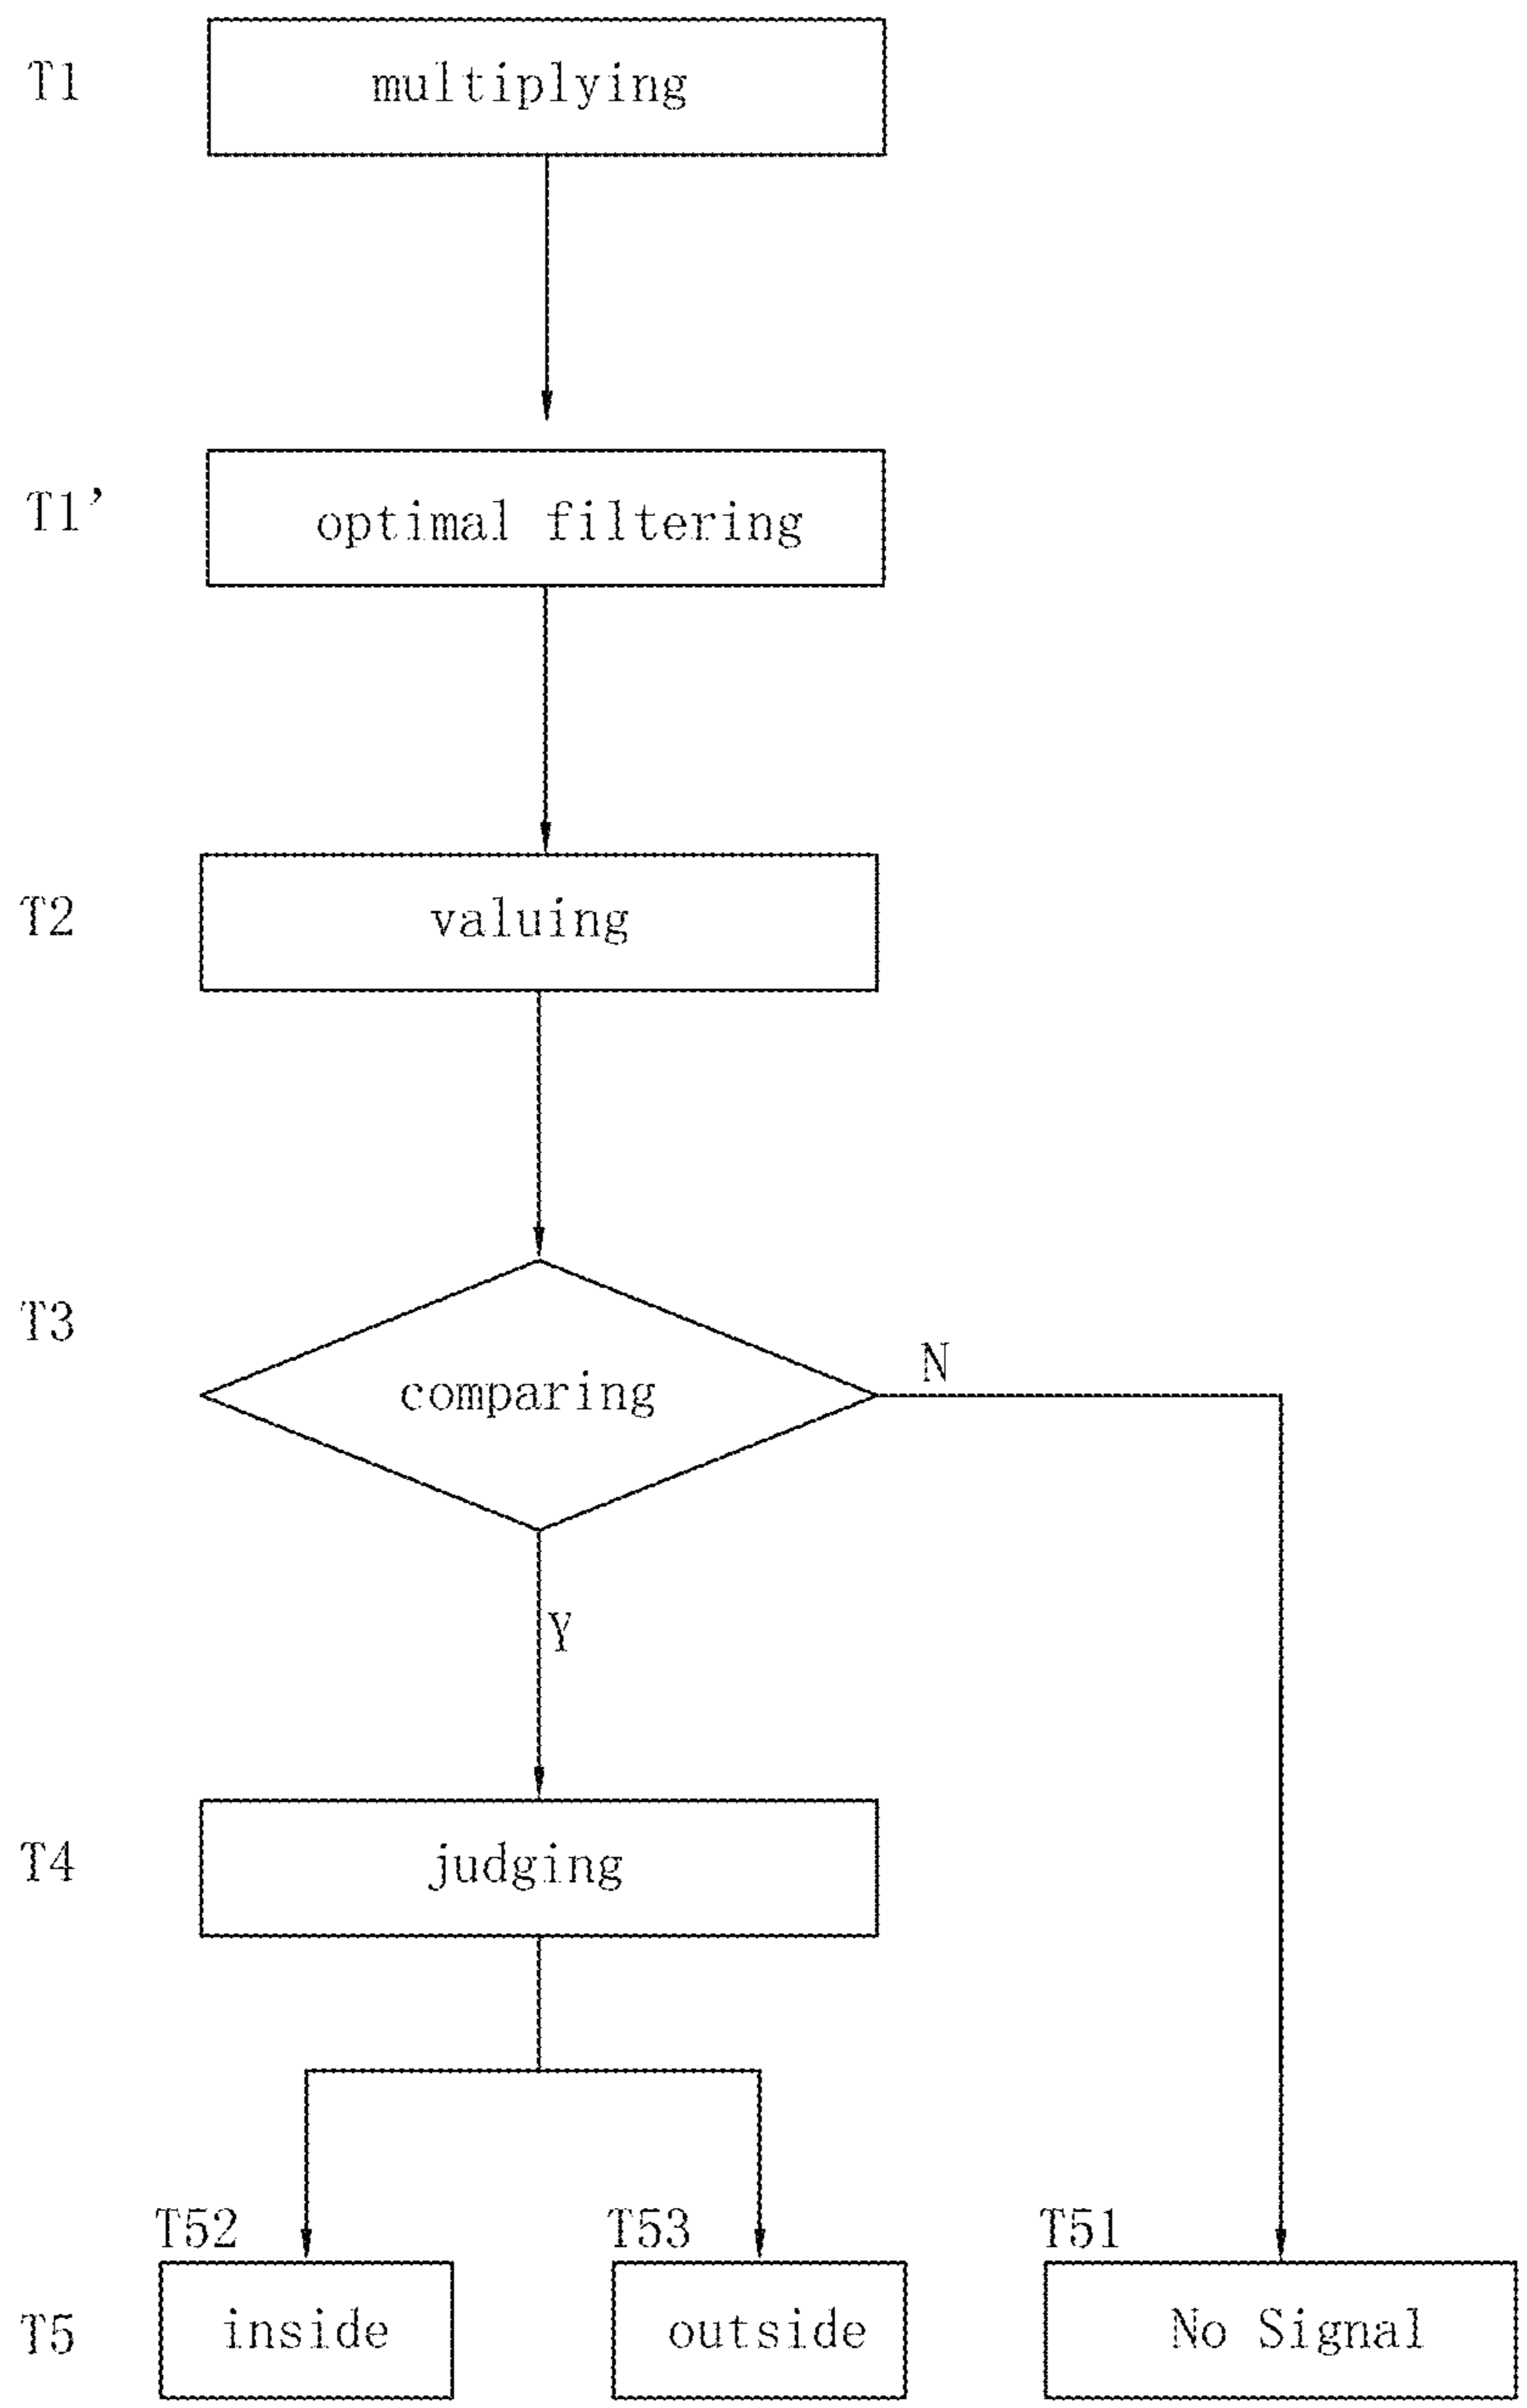 T1
multiplying
T1'
optimal filtering
T2
valuing
T3
comparing
N
Y
T4
judging
T52
T53
T51
T5
inside
outside
No Signal